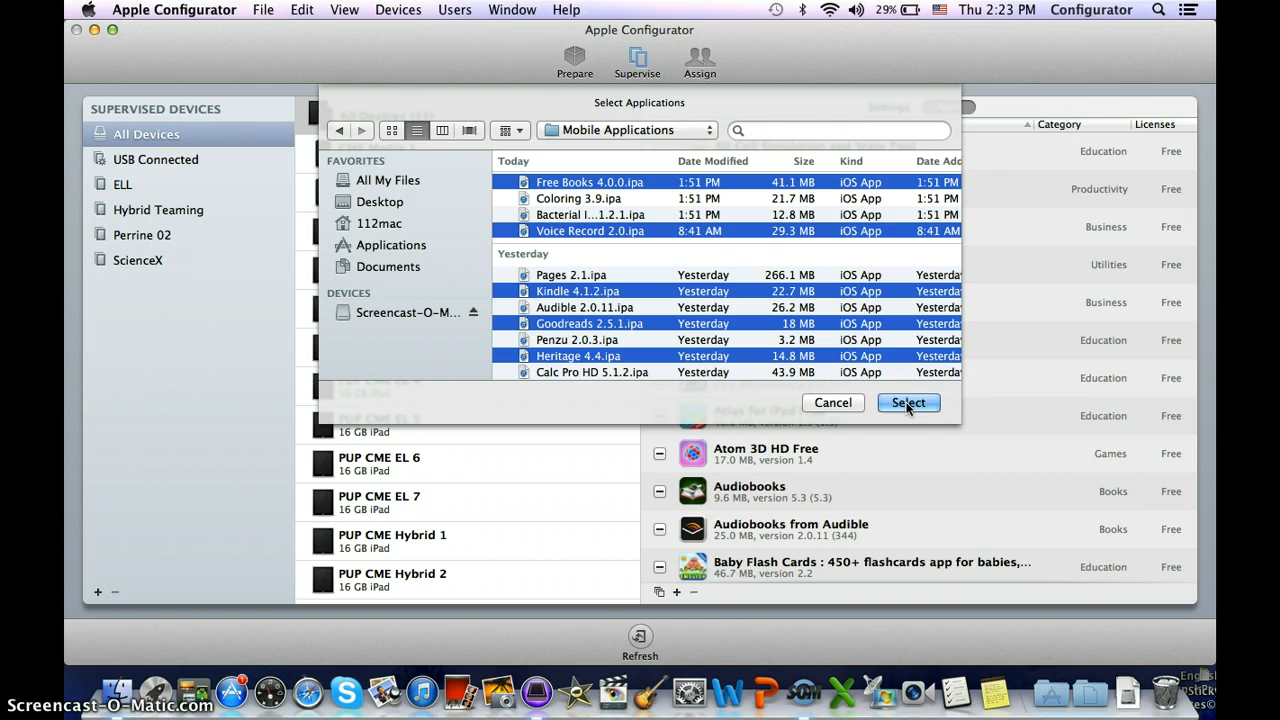 Apple Configurator File Edit View Devices Users Window Help 29% Thu 2:23 PM Configurator
Apple Configurator
Prepare Supervise Assign
SUPERVISED DEVICES
All Devices
USB Connected
ELL
Hybrid Teaming
Perrine 02
ScienceX
Select Applications
Mobile Applications
FAVORITES
All My Files
Desktop
112mac
Applications
Documents
DEVICES
Screencast-O-M...
Today Date Modified Size Kind Date Add
Free Books 4.0.0.ipa 1:51 PM 41.1 MB iOS App 1:51 PM
Coloring 3.9.ipa 1:51 PM 21.7 MB iOS App 1:51 PM
Bacterial I...1.2.1.ipa 1:51 PM 12.8 MB iOS App 1:51 PM
Voice Record 2.0.ipa 8:41 AM 29.3 MB iOS App 8:41 AM
Yesterday
Pages 2.1.ipa Yesterday 266.1 MB iOS App Yesterda
Kindle 4.1.2.ipa Yesterday 22.7 MB iOS App Yesterda
Audible 2.0.11.ipa Yesterday 26.2 MB iOS App Yesterda
Goodreads 2.5.1.ipa Yesterday 18 MB iOS App Yesterda
Penzu 2.0.3.ipa Yesterday 3.2 MB iOS App Yesterda
Heritage 4.4.ipa Yesterday 14.8 MB iOS App Yesterda
Calc Pro HD 5.1.2.ipa Yesterday 43.9 MB iOS App Yesterda
Cancel Select
Settings
Category Licenses
Education Free
Productivity Free
Business Free
Utilities Free
Business Free
Education Free
Education Free
Atlas for iPad Education Free
16 GB iPad
PUP CME EL 6
16 GB iPad
PUP CME EL 7
16 GB iPad
PUP CME Hybrid 1
16 GB iPad
PUP CME Hybrid 2
16 GB iPad
Atom 3D HD Free Games Free
17.0 MB, version 1.4
Audiobooks Books Free
9.6 MB, version 5.3 (5.3)
Audiobooks from Audible Books Free
25.0 MB, version 2.0.11 (344)
Baby Flash Cards : 450+ flashcards app for babies,... Education Free
46.7 MB, version 2.2
Refresh
Screencast-O-Matic.com